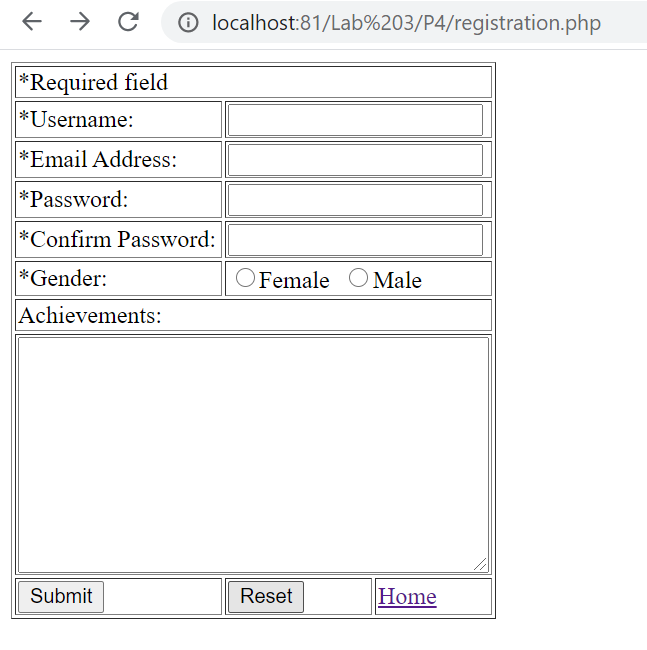 localhost:81/Lab%203/P4/registration.php
*Required field
*Username:
*Email Address:
*Password:
*Confirm Password:
*Gender: Female Male
Achievements:
Submit Reset Home